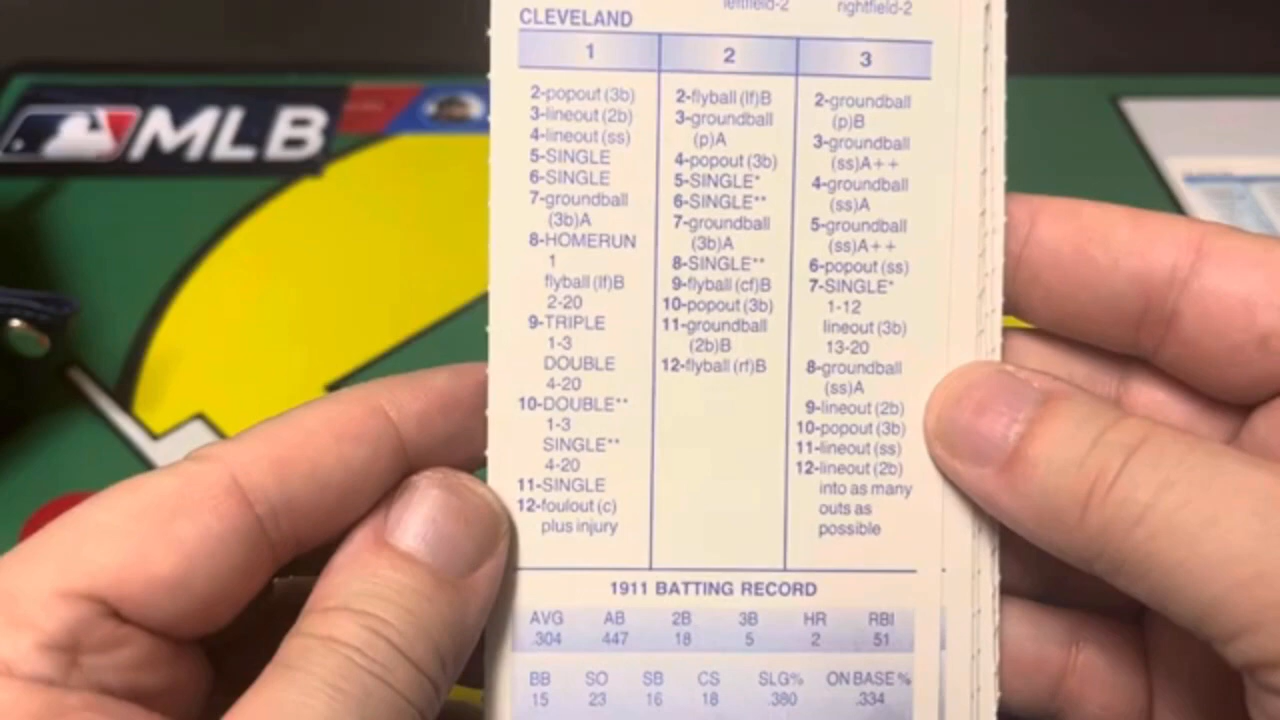 leftfield-2 rightfield-2
CLEVELAND
1 2 3
2-popout (3b)
3-lineout (2b)
4-lineout (ss)
5-SINGLE
6-SINGLE
7-groundball
(3b)A
8-HOMERUN
1
flyball (lf)B
2-20
9-TRIPLE
1-3
DOUBLE
4-20
10-DOUBLE**
1-3
SINGLE**
4-20
11-SINGLE
12-foulout (c)
plus injury
2-flyball (lf)B
3-groundball
(p)A
4-popout (3b)
5-SINGLE*
6-SINGLE**
7-groundball
(3b)A
8-SINGLE**
9-flyball (cf)B
10-popout (3b)
11-groundball
(2b)B
12-flyball (rf)B
2-groundball
(p)B
3-groundball
(ss)A++
4-groundball
(ss)A
5-groundball
(ss)A++
6-popout (ss)
7-SINGLE*
1-12
lineout (3b)
13-20
8-groundball
(ss)A
9-lineout (2b)
10-popout (3b)
11-lineout (ss)
12-lineout (2b)
into as many
outs as
possible
1911 BATTING RECORD
AVG AB 2B 3B HR RBI
.304 447 18 5 2 51
BB SO SB CS SLG% ON BASE%
15 23 16 18 .380 .334
MLB